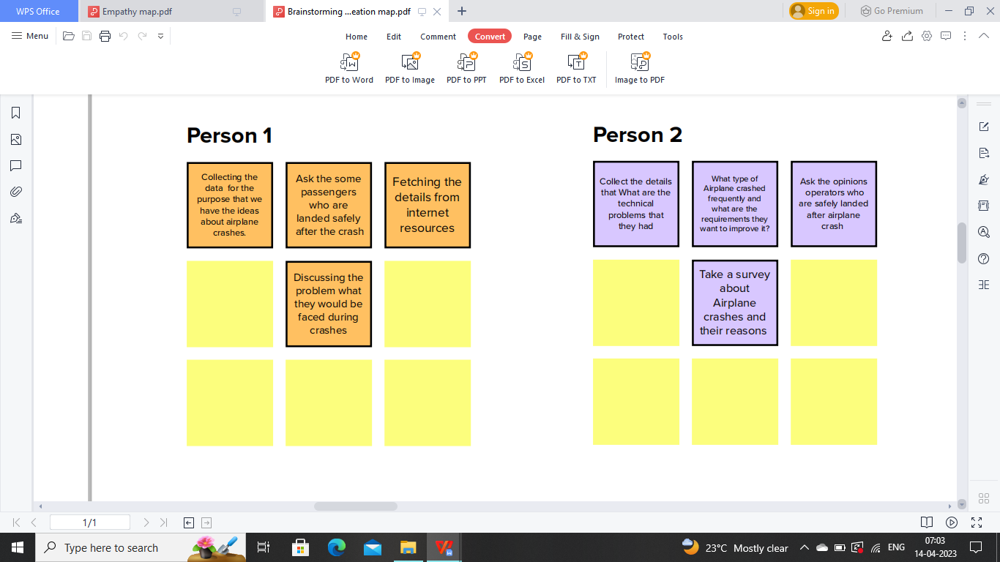 WPS Office
Empathy map.pdf
Brainstorming ...eation map.pdf
Sign in
Go Premium
Menu
Home
Edit
Comment
Convert
Page
Fill & Sign
Protect
Tools
PDF to Word
PDF to Image
PDF to PPT
PDF to Excel
PDF to TXT
Image to PDF
Person 1
Collecting the
data for the
purpose that we
have the ideas
about airplane
crashes.
Ask the some
passengers
who are
landed safely
after the crash
Fetching the
details from
internet
resources
Discussing the
problem what
they would be
faced during
crashes
Person 2
Collect the details
that What are the
technical
problems that
they had
What type of
Airplane crashed
frequently and
what are the
requirements they
want to improve it?
Ask the opinions
operators who
are safely landed
after airplane
crash
Take a survey
about
Airplane
crashes and
their reasons
1/1
Type here to search
23°C Mostly clear
ENG
07:03
14-04-2023